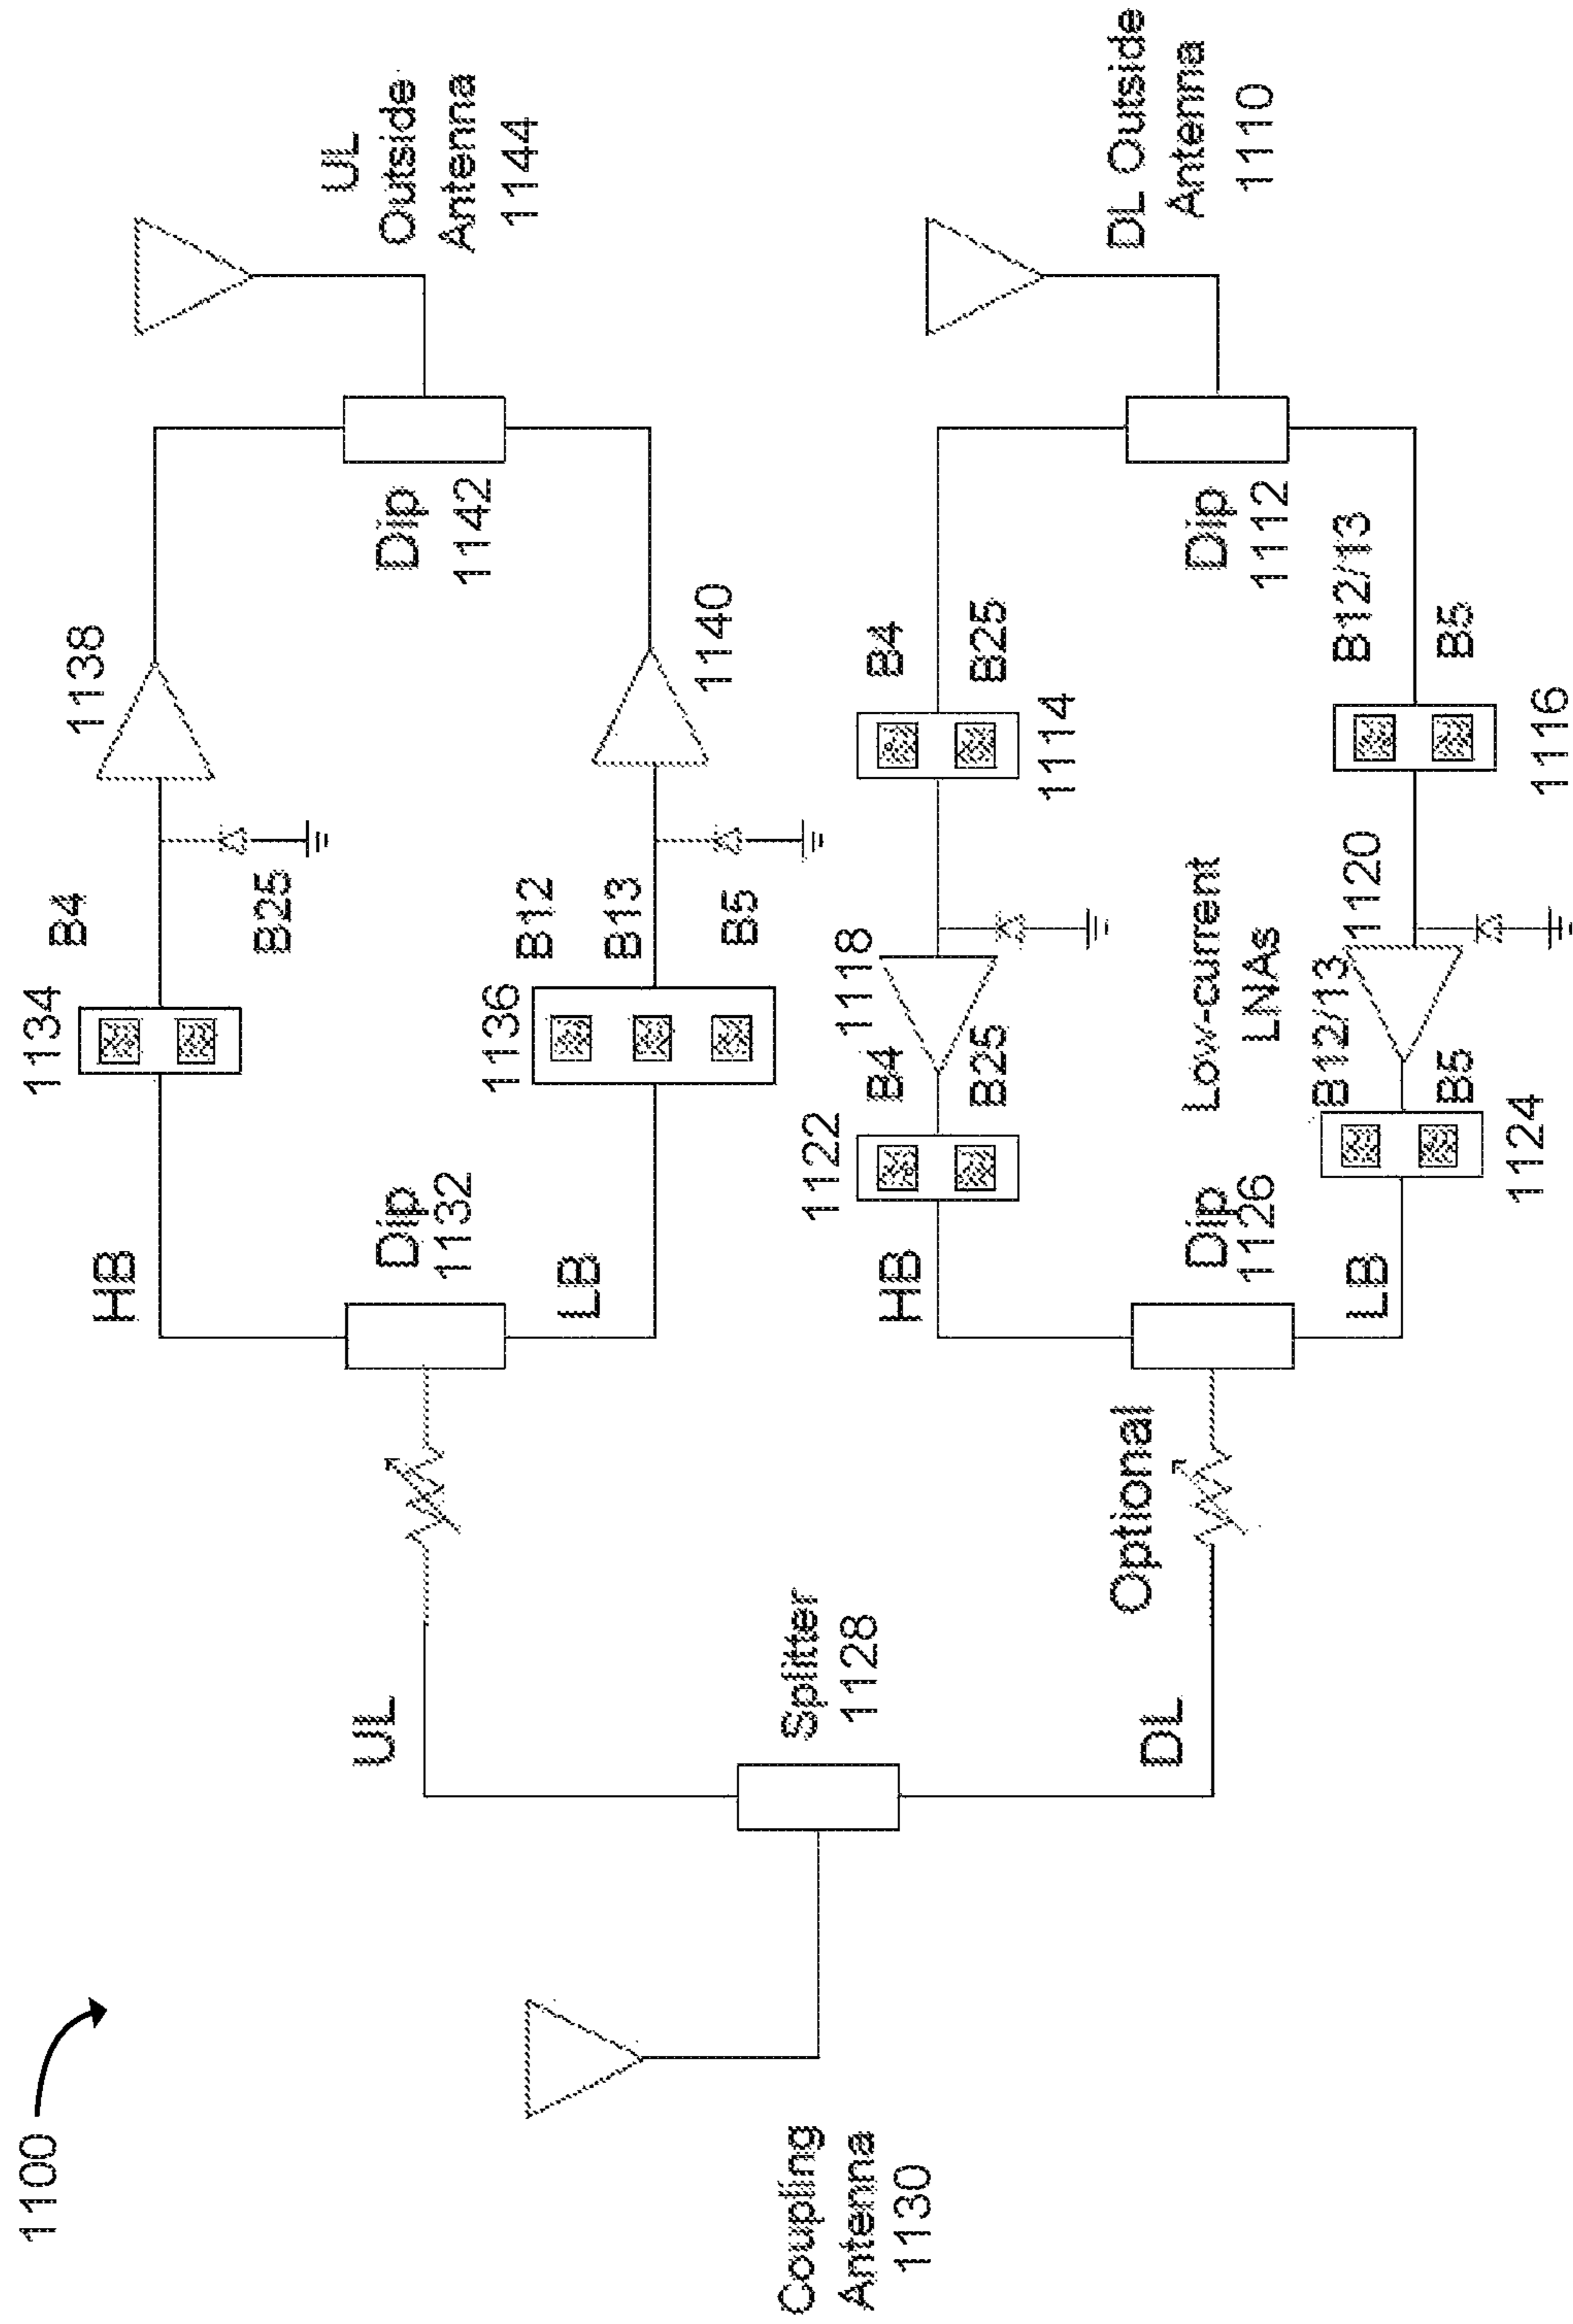 1100
Coupling
Antenna
1130
Splitter
1128
UL
DL
Optional
HB
Dip
1132
LB
1134
B4
B25
1136
B12
B13
B5
1138
1140
Dip
1142
UL
Outside
Antenna
1144
HB
Dip
1126
LB
1122
B4
B25
1118
Low-current
LNAs
1124
B12/13
B5
1120
B4
B25
1114
B12/13
B5
1116
Dip
1112
DL Outside
Antenna
1110